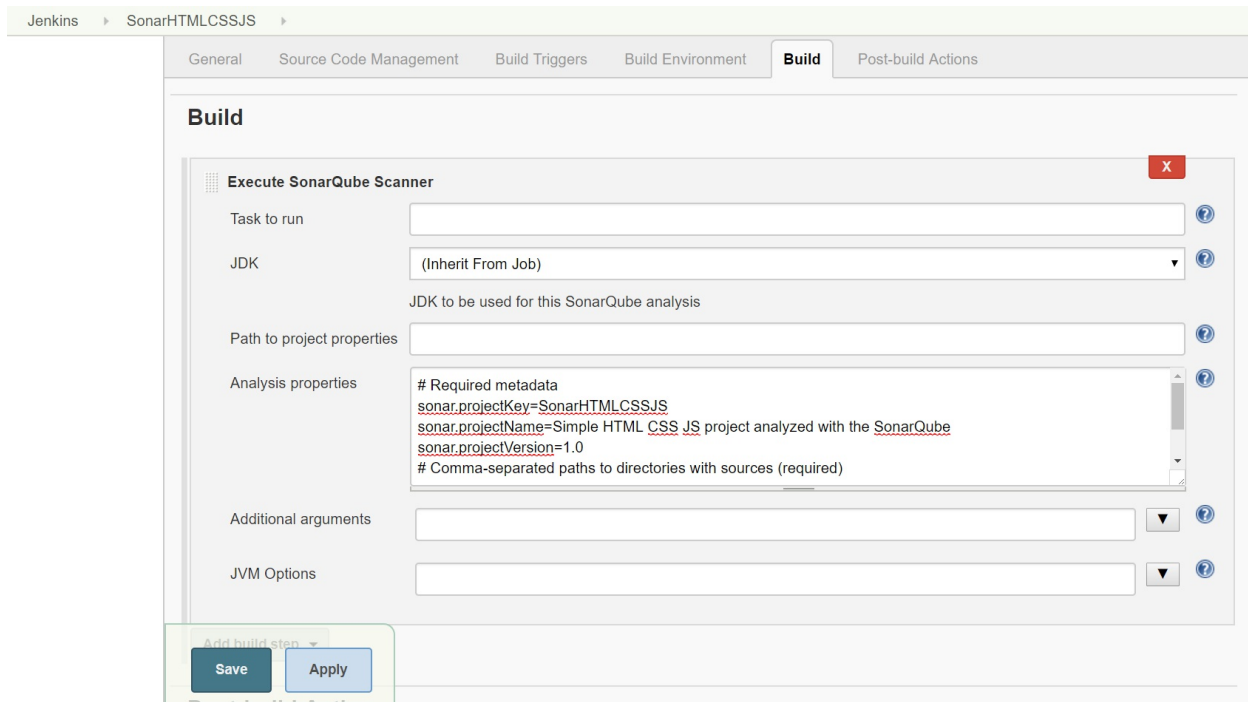 Jenkins SonarHTMLCSSJS
General Source Code Management Build Triggers Build Environment Build Post-build Actions
Build
X
Execute SonarQube Scanner
Task to run
JDK (Inherit From Job)
JDK to be used for this SonarQube analysis
Path to project properties
Analysis properties
# Required metadata
sonar.projectKey=SonarHTMLCSSJS
sonar.projectName=Simple HTML CSS JS project analyzed with the SonarQube
sonar.projectVersion=1.0
# Comma-separated paths to directories with sources (required)
Additional arguments
JVM Options
Add build step
Save Apply